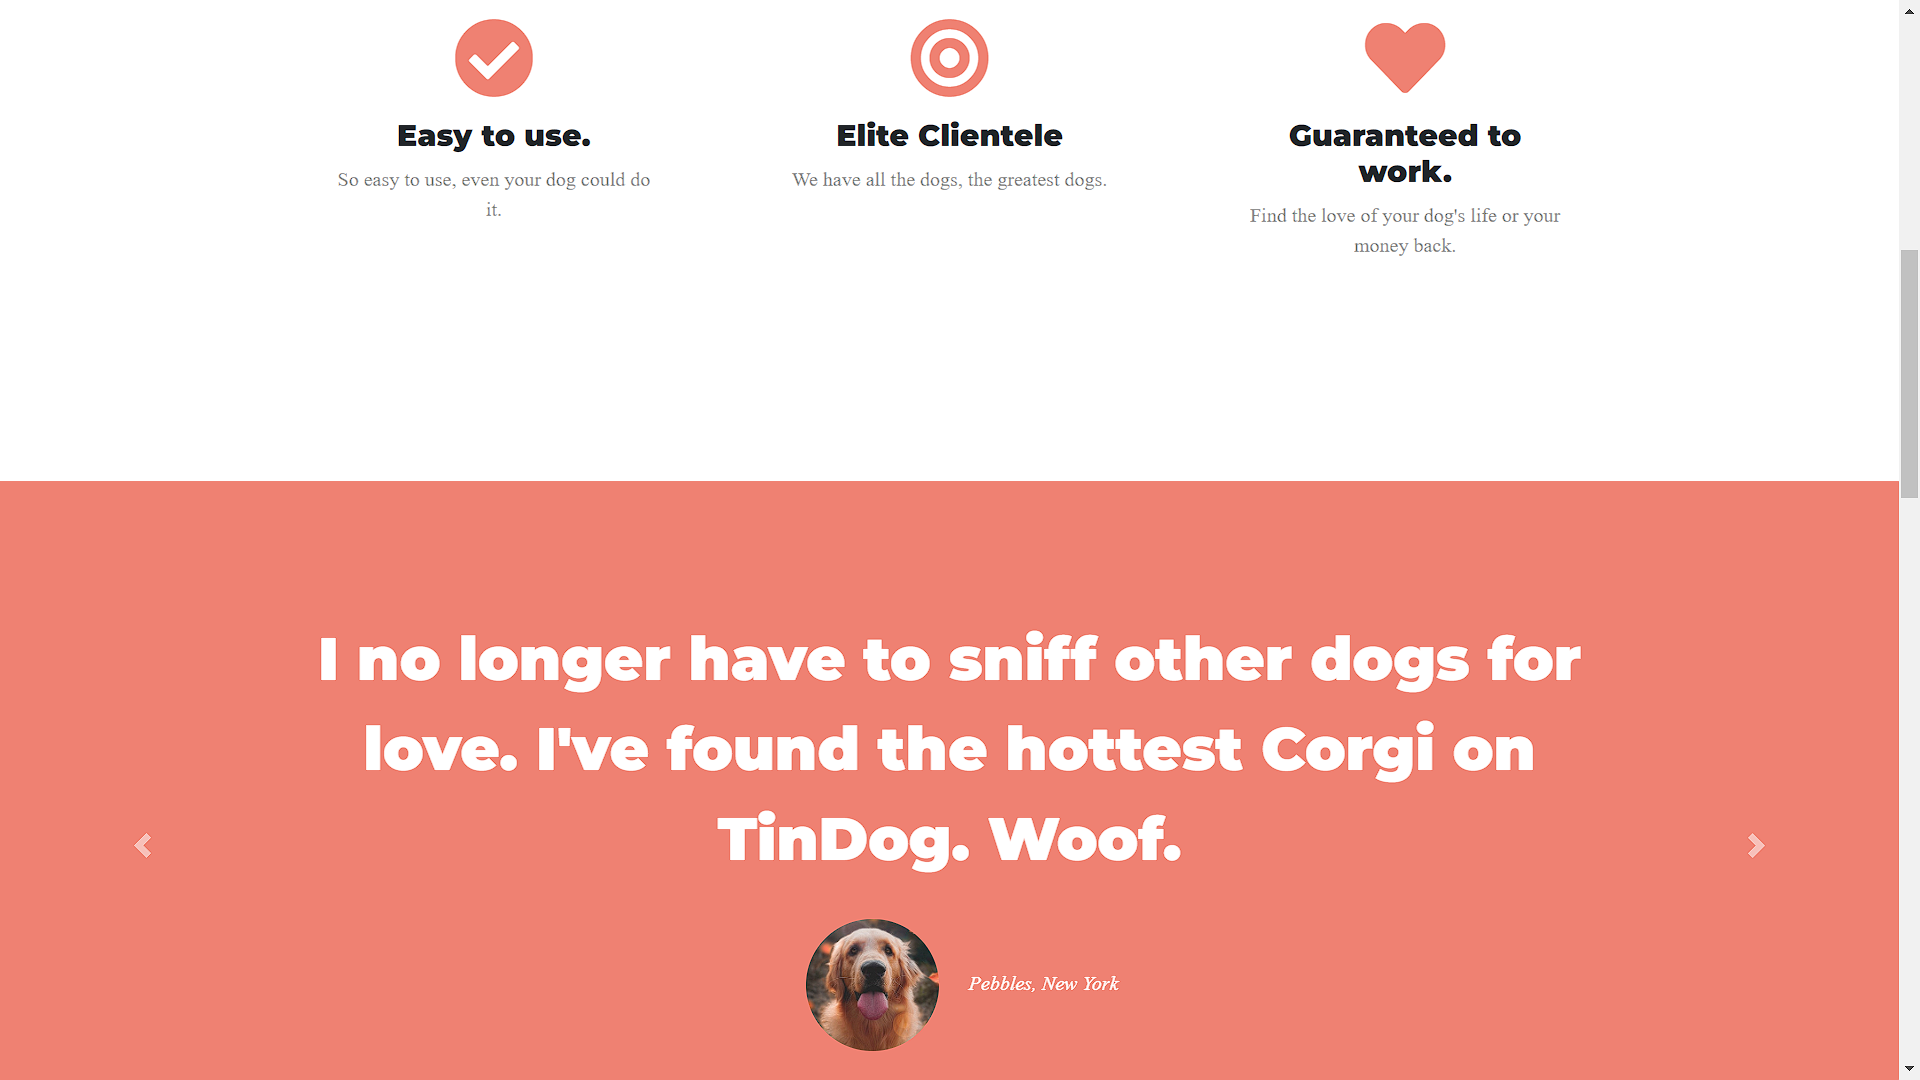 Easy to use.
So easy to use, even your dog could do
it.
Elite Clientele
We have all the dogs, the greatest dogs.
Guaranteed to
work.
Find the love of your dog's life or your
money back.
I no longer have to sniff other dogs for
love. I've found the hottest Corgi on
TinDog. Woof.
Pebbles, New York